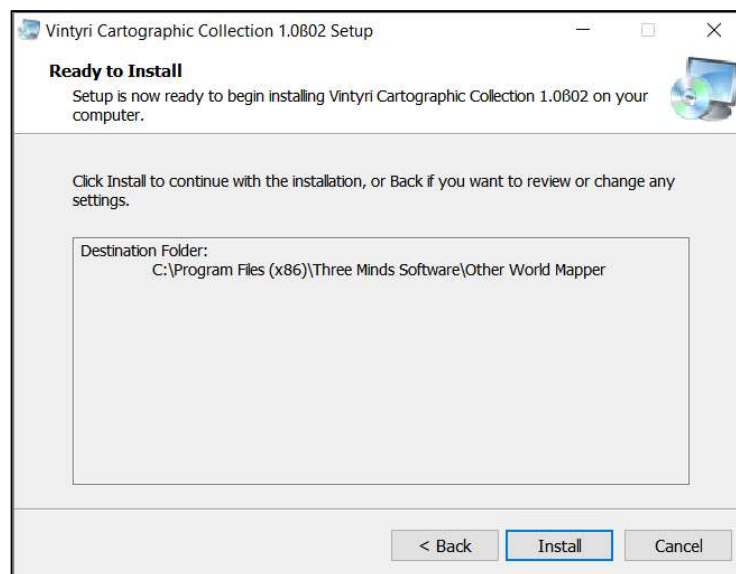 Vintyri Cartographic Collection 1.0ß02 Setup
Ready to Install
Setup is now ready to begin installing Vintyri Cartographic Collection 1.0ß02 on your
computer.
Click Install to continue with the installation, or Back if you want to review or change any
settings.
Destination Folder:
C:\Program Files (x86)\Three Minds Software\Other World Mapper
< Back
Install
Cancel